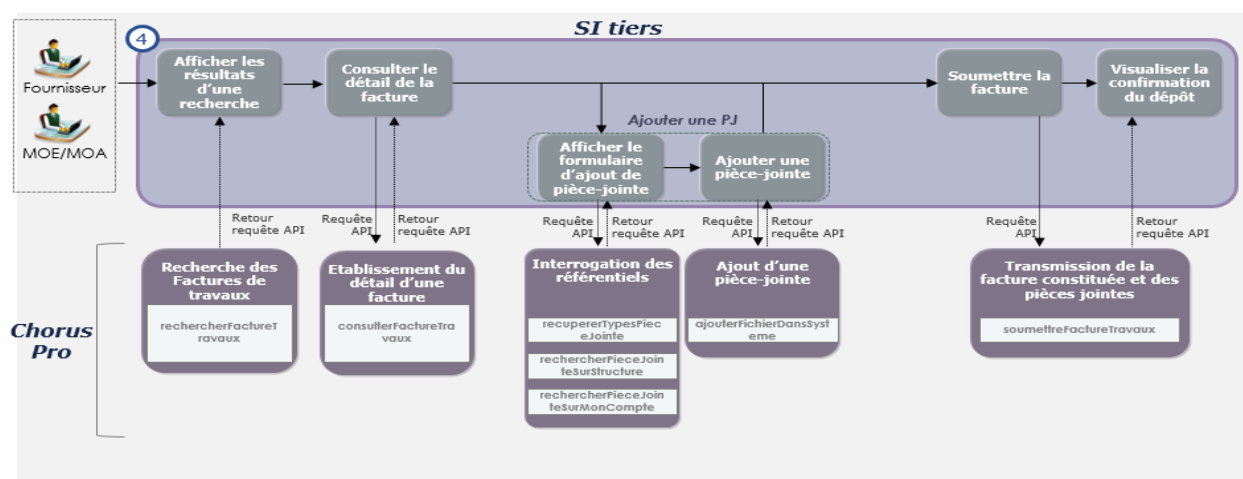 SI tiers
4
Fournisseur
MOE/MOA
Afficher les
résultats
d'une
recherche
Consulter le
détail de la
facture
Soumettre la
facture
Visualiser la
confirmation
du dépôt
Ajouter une PJ
Afficher le
formulaire
d'ajout de
pièce-jointe
Ajouter une
pièce-jointe
Retour
requête API
Requête
API
Retour
requête API
Requête
API
Retour
requête API
Requête
API
Retour
requête API
Requête
API
Retour
requête API
Chorus
Pro
Recherche des
Factures de
travaux
rechercherFactureT
ravaux
Etablissement du
détail d'une
facture
consulterFactureTra
vaux
Interrogation des
référentiels
recupererTypesPiec
eJointe
rechercherPieceJoin
teSurStructure
rechercherPieceJoin
teSurMonCompte
Ajout d'une
pièce-jointe
ajouterFichierDansSyst
eme
Transmission de la
facture constituée et des
pièces jointes
soumettreFactureTravaux